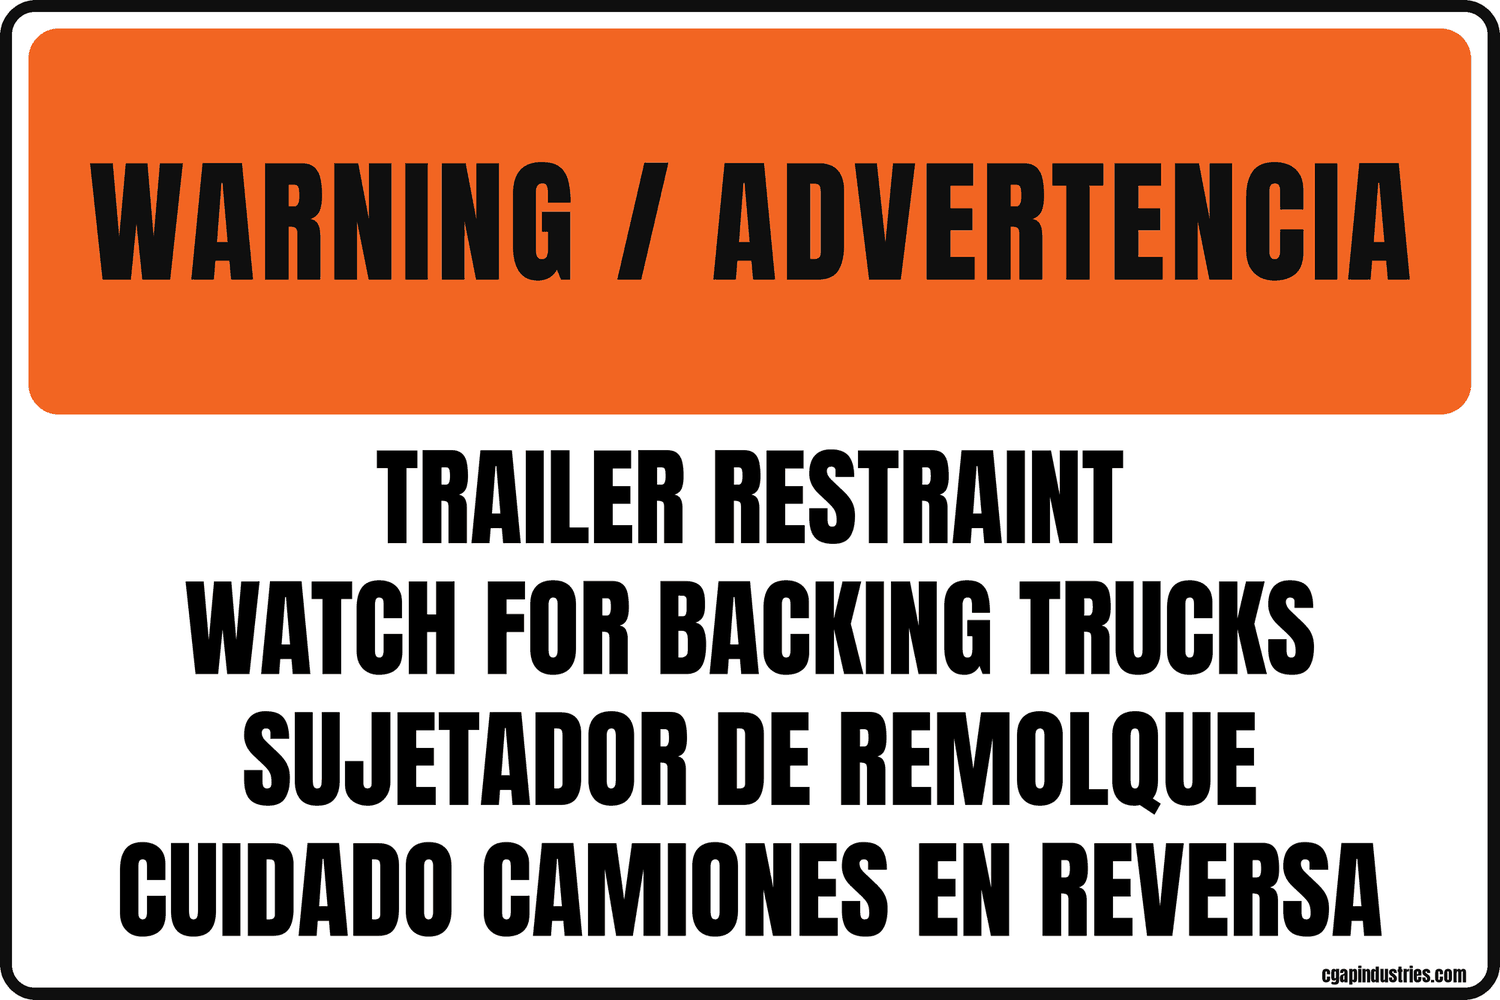 WARNING / ADVERTENCIA
TRAILER RESTRAINT
WATCH FOR BACKING TRUCKS
SUJETADOR DE REMOLQUE
CUIDADO CAMIONES EN REVERSA
cgapindustries.com